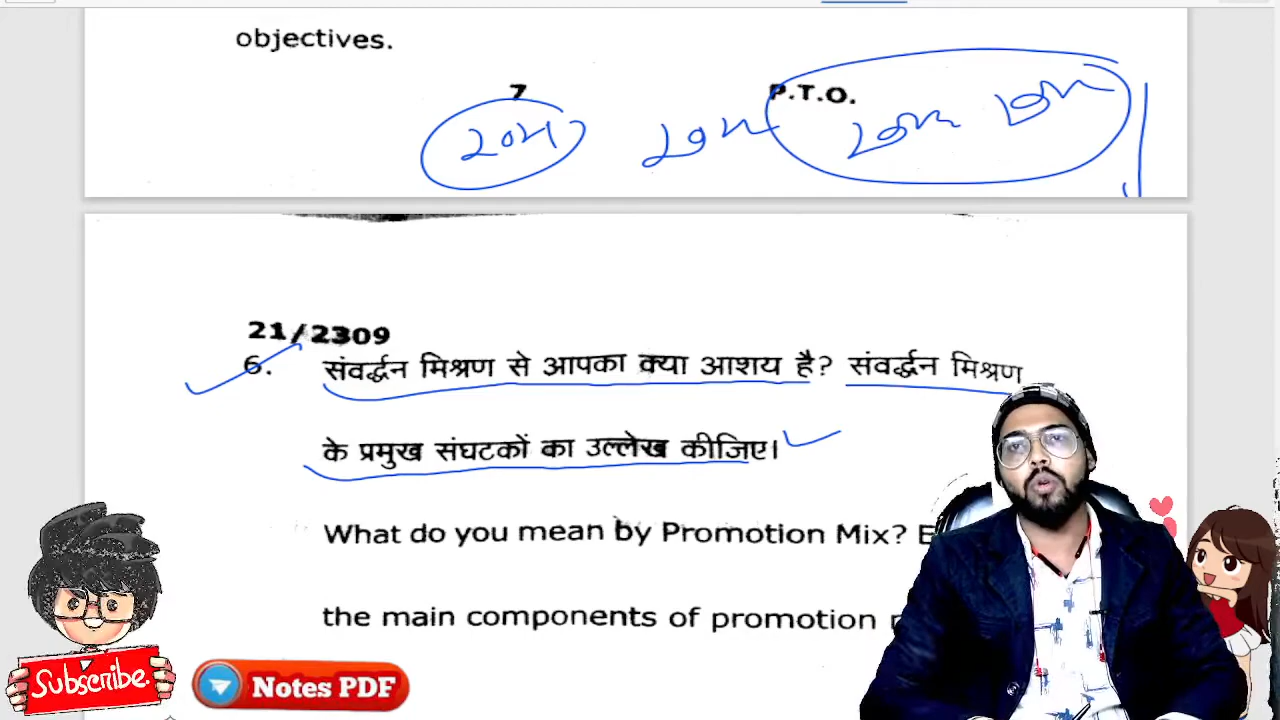 objectives.
7 P.T.O.
21/2309
6. संवर्द्धन मिश्रण से आपका क्या आशय है? संवर्द्धन मिश्रण
के प्रमुख संघटकों का उल्लेख कीजिए।
What do you mean by Promotion Mix?
the main components of promotion
Subscribe.
Notes PDF